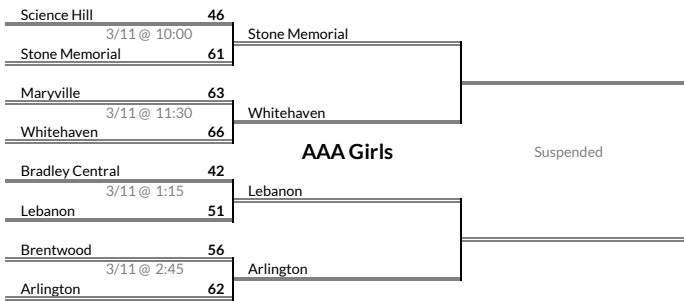 Science Hill 46
3/11 @ 10:00
Stone Memorial
Stone Memorial 61
Maryville 63
3/11 @ 11:30
Whitehaven
Whitehaven 66
AAA Girls
Suspended
Bradley Central 42
3/11 @ 1:15
Lebanon
Lebanon 51
Brentwood 56
3/11 @ 2:45
Arlington
Arlington 62